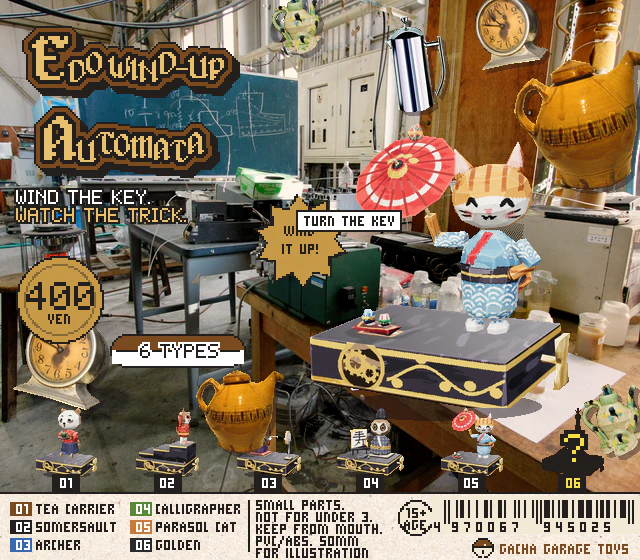 Edo Wind-Up
Automata
WIND THE KEY.
WATCH THE TRICK.
TURN THE KEY
IT UP!
400
YEN
6 TYPES
寿
?
01
02
03
04
05
06
01 TEA CARRIER
02 SOMERSAULT
03 ARCHER
04 CALLIGRAPHER
05 PARASOL CAT
06 GOLDEN
SMALL PARTS.
NOT FOR UNDER 3.
KEEP FROM MOUTH.
PVC/ABS. 50MM
FOR ILLUSTRATION
15+
AGE
4 970067 945025
GACHA GARAGE TOYS